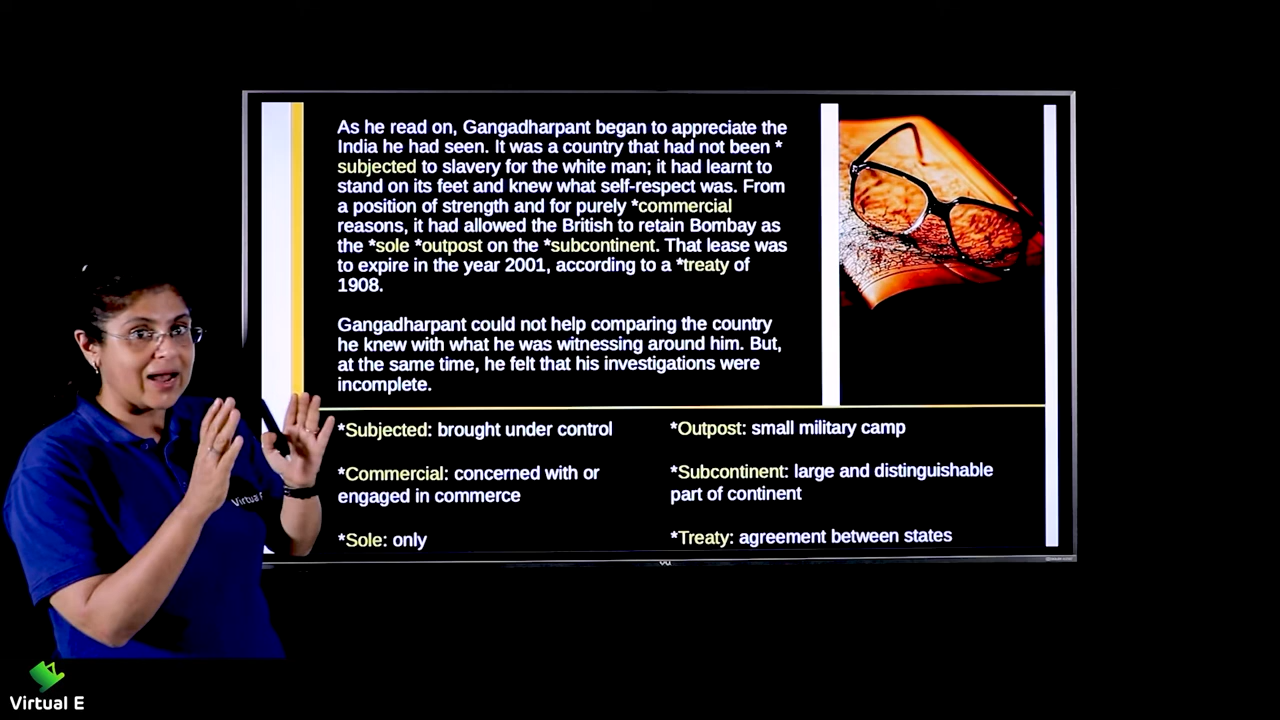 As he read on, Gangadharpant began to appreciate the
India he had seen. It was a country that had not been *
subjected to slavery for the white man; it had learnt to
stand on its feet and knew what self-respect was. From
a position of strength and for purely *commercial
reasons, it had allowed the British to retain Bombay as
the *sole *outpost on the *subcontinent. That lease was
to expire in the year 2001, according to a *treaty of
1908.
Gangadharpant could not help comparing the country
he knew with what he was witnessing around him. But,
at the same time, he felt that his investigations were
incomplete.
*Subjected: brought under control
*Commercial: concerned with or
engaged in commerce
*Sole: only
*Outpost: small military camp
*Subcontinent: large and distinguishable
part of continent
*Treaty: agreement between states
vu
Virtual E
Virtual E